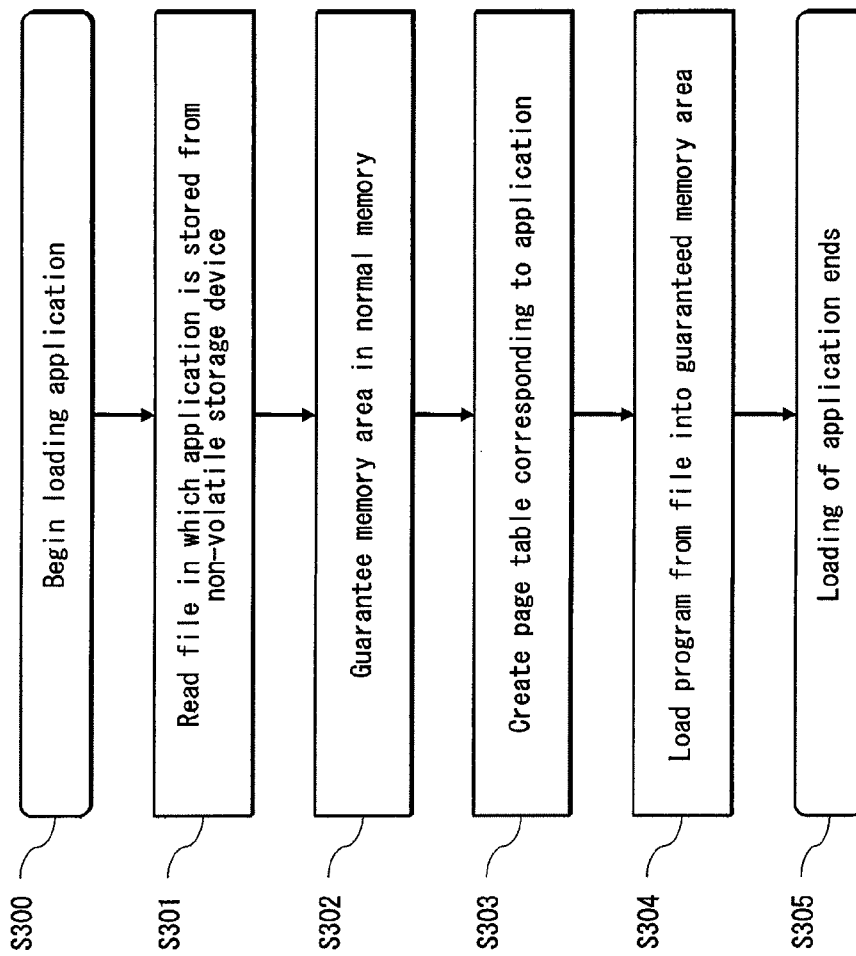 S300
Begin loading application
S301
Read file in which application is stored from
non-volatile storage device
S302
Guarantee memory area in normal memory
S303
Create page table corresponding to application
S304
Load program from file into guaranteed memory area
S305
Loading of application ends